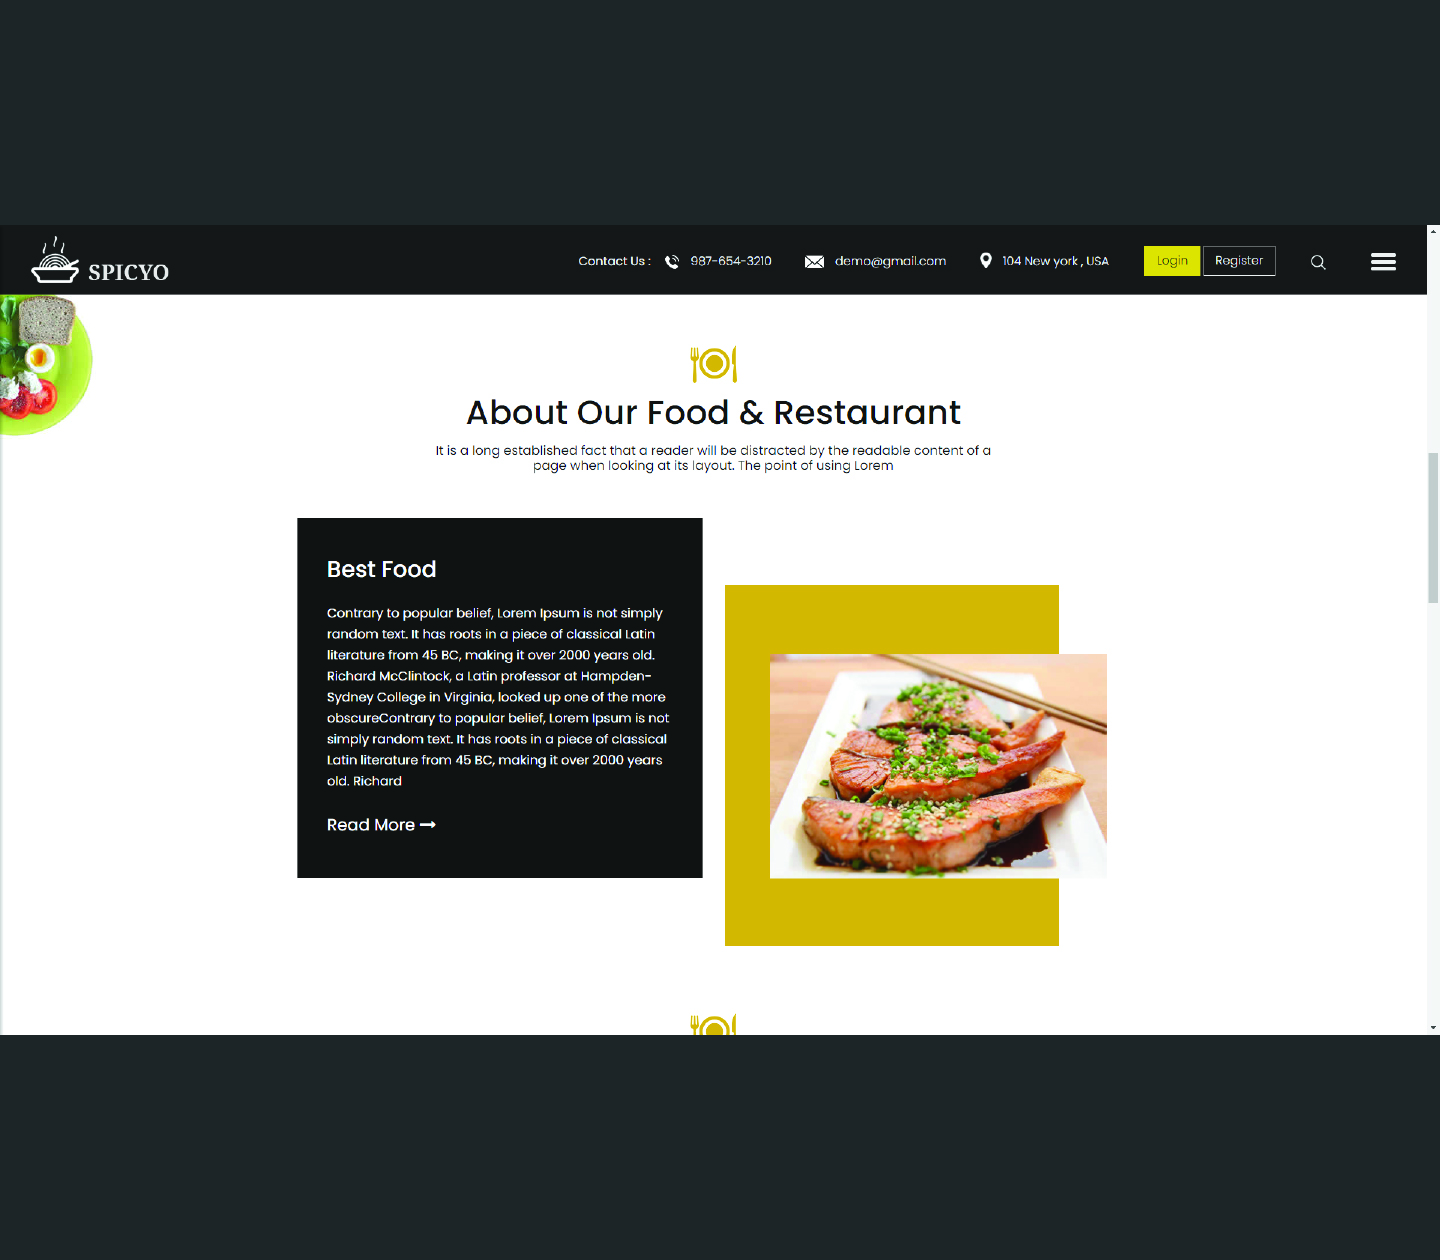 SPICYO
Contact Us : 987-654-3210 demo@gmail.com 104 New york , USA Login Register
About Our Food & Restaurant
It is a long established fact that a reader will be distracted by the readable content of a
page when looking at its layout. The point of using Lorem
Best Food
Contrary to popular belief, Lorem Ipsum is not simply
random text. It has roots in a piece of classical Latin
literature from 45 BC, making it over 2000 years old.
Richard McClintock, a Latin professor at Hampden-
Sydney College in Virginia, looked up one of the more
obscureContrary to popular belief, Lorem Ipsum is not
simply random text. It has roots in a piece of classical
Latin literature from 45 BC, making it over 2000 years
old. Richard
Read More